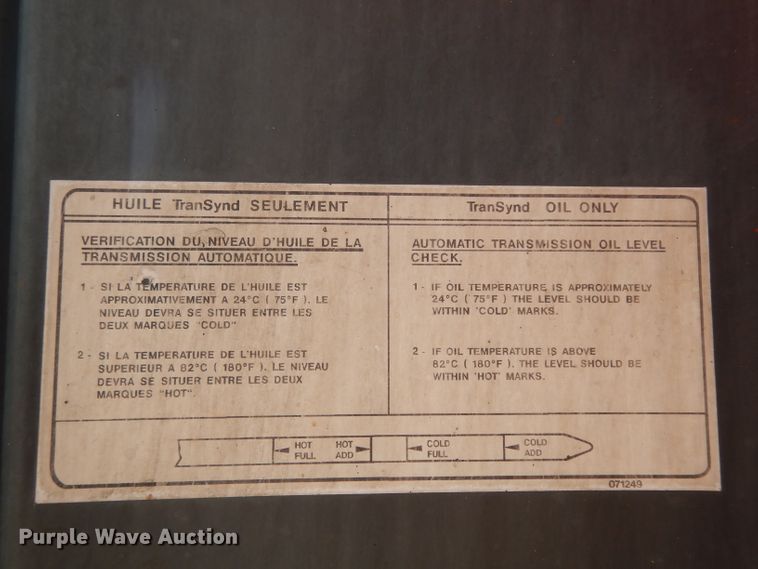 HUILE TranSynd SEULEMENT
VERIFICATION DU NIVEAU D'HUILE DE LA
TRANSMISSION AUTOMATIQUE.
1 - SI LA TEMPERATURE DE L'HUILE EST
APPROXIMATIVEMENT A 24°C ( 75°F ). LE
NIVEAU DEVRA SE SITUER ENTRE LES
DEUX MARQUES "COLD"
2 - SI LA TEMPERATURE DE L'HUILE EST
SUPERIEUR A 82°C ( 180°F ). LE NIVEAU
DEVRA SE SITUER ENTRE LES DEUX
MARQUES "HOT".
TranSynd OIL ONLY
AUTOMATIC TRANSMISSION OIL LEVEL
CHECK.
1 - IF OIL TEMPERATURE IS APPROXIMATELY
24°C ( 75°F ) THE LEVEL SHOULD BE
WITHIN 'COLD' MARKS.
2 - IF OIL TEMPERATURE IS ABOVE
82°C ( 180°F ). THE LEVEL SHOULD BE
WITHIN 'HOT' MARKS.
HOT HOT COLD COLD
FULL ADD FULL ADD
071249
Purple Wave Auction